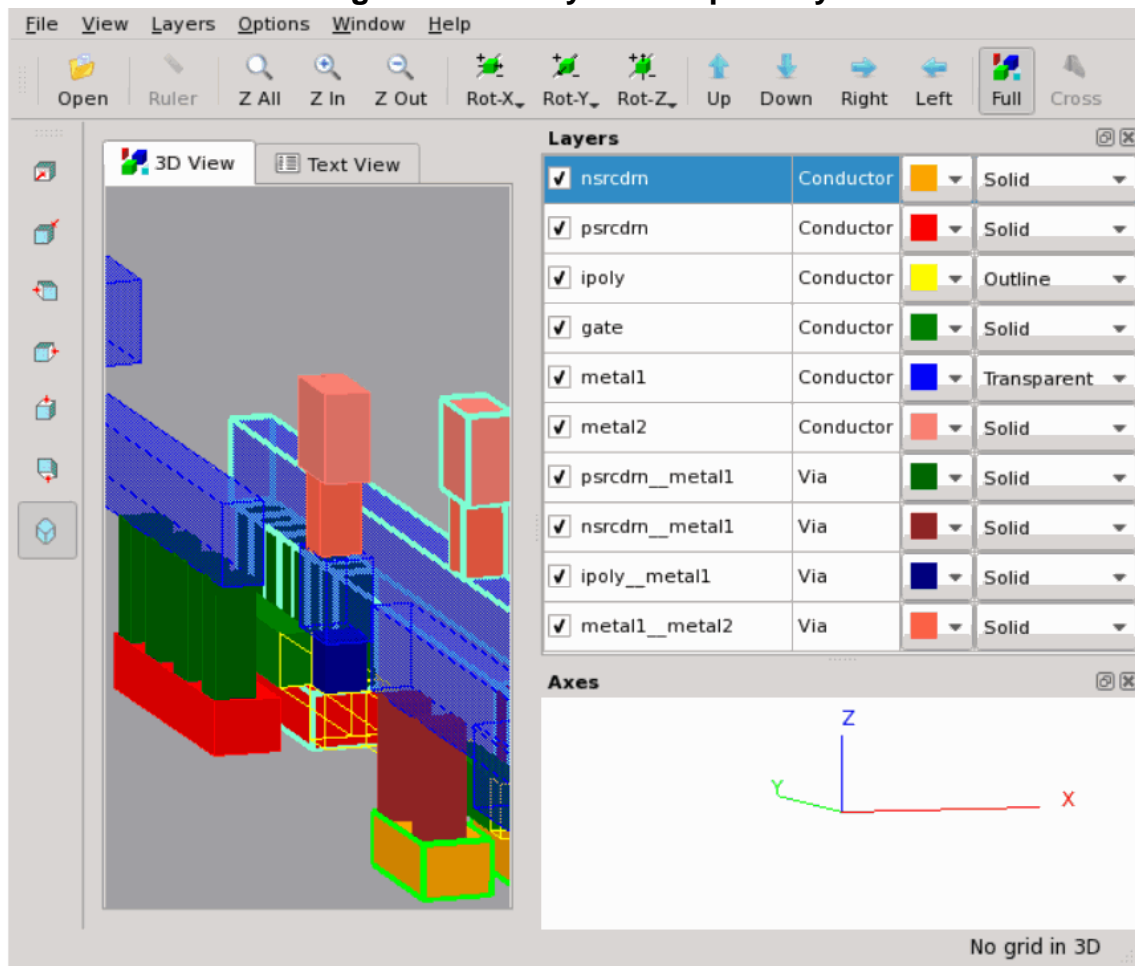 File View Layers Options Window Help
Open Ruler Z All Z In Z Out Rot-X Rot-Y Rot-Z Up Down Right Left Full Cross
3D View Text View
Layers
nsrcdrn Conductor Solid
psrcdrn Conductor Solid
ipoly Conductor Outline
gate Conductor Solid
metal1 Conductor Transparent
metal2 Conductor Solid
psrcdrn__metal1 Via Solid
nsrcdrn__metal1 Via Solid
ipoly__metal1 Via Solid
metal1__metal2 Via Solid
Axes
Z
Y
X
No grid in 3D